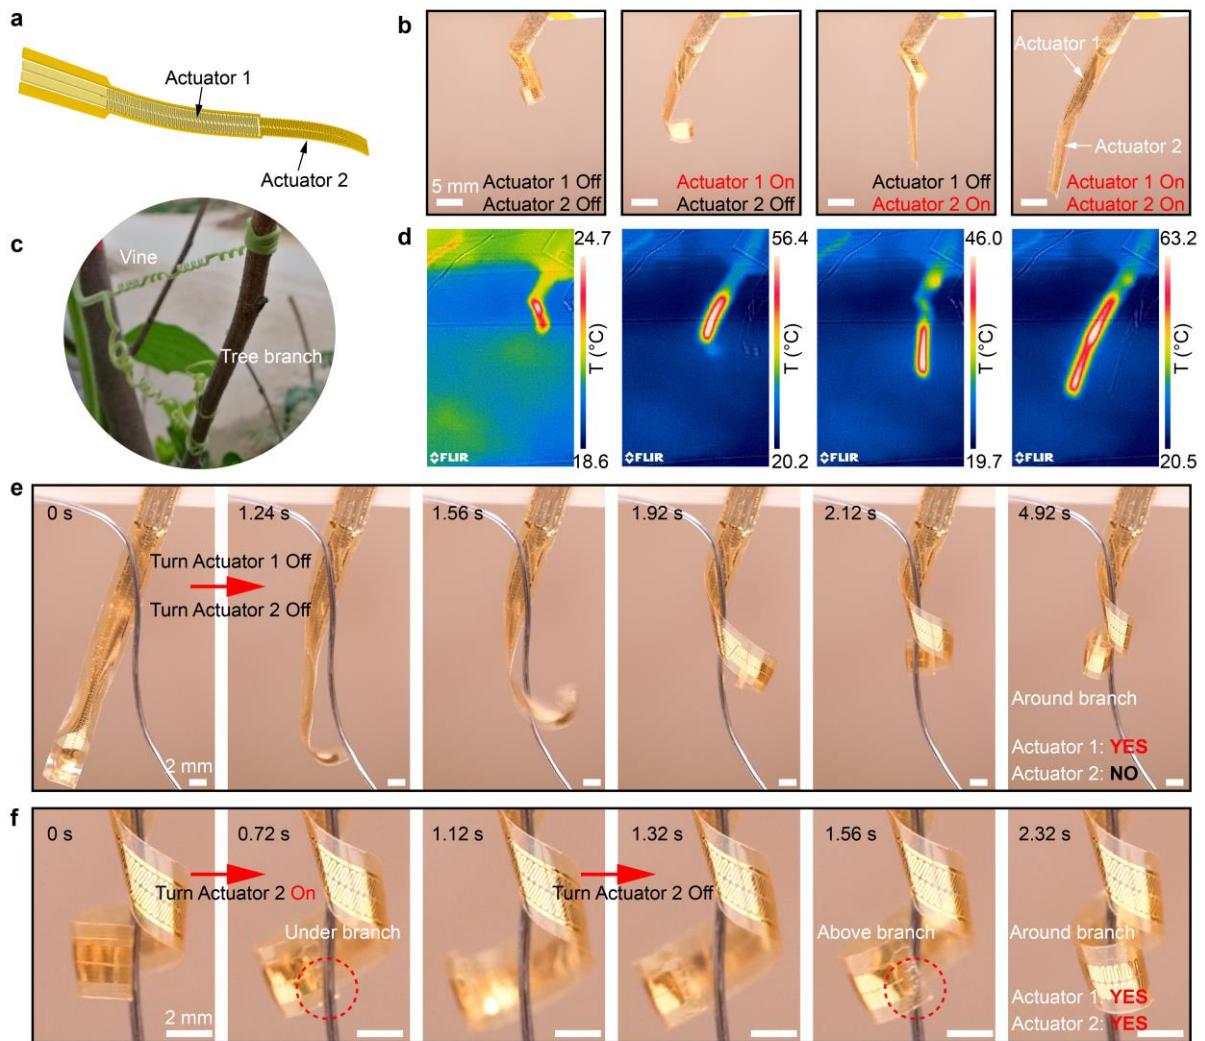 a
Actuator 1
Actuator 2
b
5 mm
Actuator 1 Off
Actuator 2 Off
Actuator 1 On
Actuator 2 Off
Actuator 1 Off
Actuator 2 On
Actuator 1
Actuator 2
Actuator 1 On
Actuator 2 On
c
Vine
Tree branch
d
24.7
T (°C)
18.6
FLIR
56.4
T (°C)
20.2
FLIR
46.0
T (°C)
19.7
FLIR
63.2
T (°C)
20.5
FLIR
e
0 s
2 mm
1.24 s
Turn Actuator 1 Off
Turn Actuator 2 Off
1.56 s
1.92 s
2.12 s
4.92 s
Around branch
Actuator 1: YES
Actuator 2: NO
f
0 s
2 mm
0.72 s
Turn Actuator 2 On
Under branch
1.12 s
1.32 s
Turn Actuator 2 Off
1.56 s
Above branch
2.32 s
Around branch
Actuator 1: YES
Actuator 2: YES